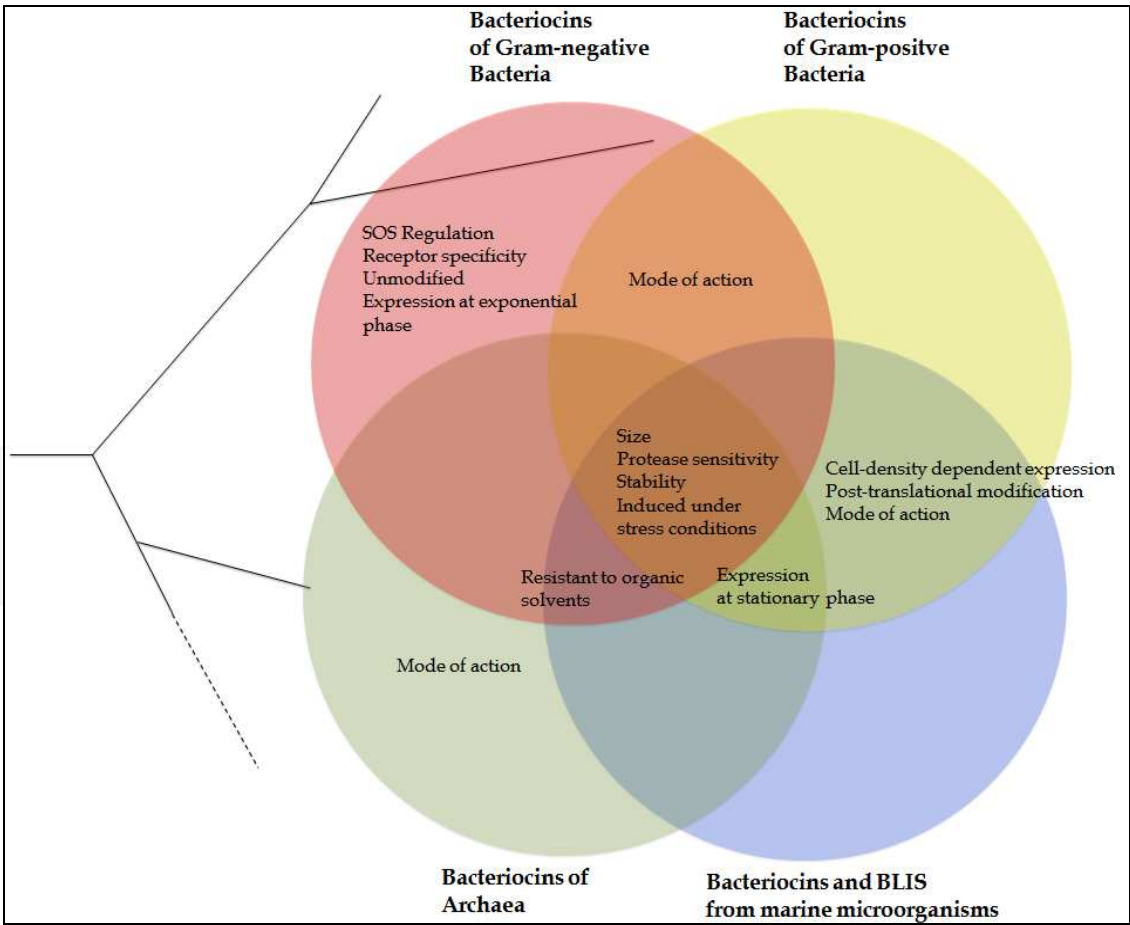 Bacteriocins
of Gram-negative
Bacteria
Bacteriocins
of Gram-positve
Bacteria
SOS Regulation
Receptor specificity
Unmodified
Expression at exponential
phase
Mode of action
Size
Protease sensitivity
Stability
Induced under
stress conditions
Cell-density dependent expression
Post-translational modification
Mode of action
Resistant to organic
solvents
Expression
at stationary phase
Mode of action
Bacteriocins of
Archaea
Bacteriocins and BLIS
from marine microorganisms